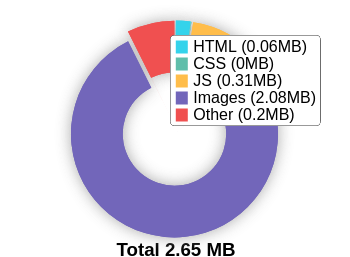 HTML (0.06MB)
CSS (0MB)
JS (0.31MB)
Images (2.08MB)
Other (0.2MB)
Total 2.65 MB